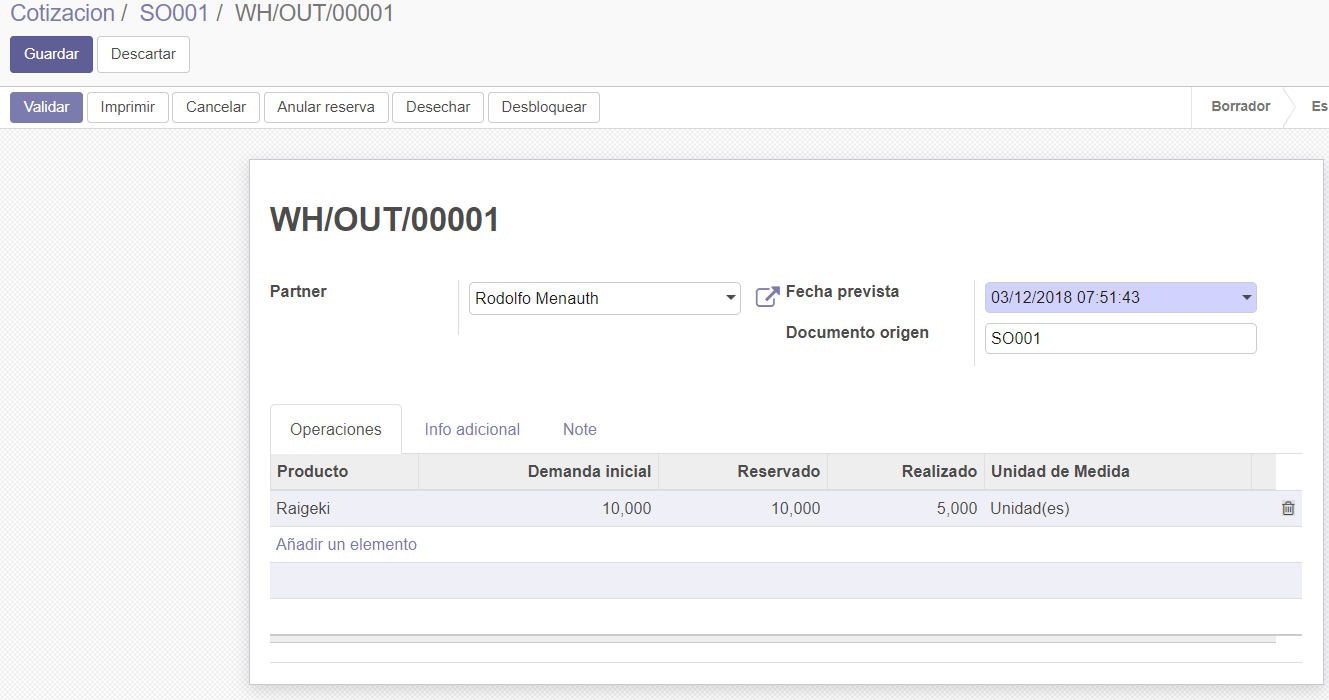 Cotizacion / SO001 / WH/OUT/00001
Guardar Descartar
Validar Imprimir Cancelar Anular reserva Desechar Desbloquear Borrador Es
WH/OUT/00001
Partner Rodolfo Menauth Fecha prevista 03/12/2018 07:51:43
Documento origen SO001
Operaciones Info adicional Note
Producto Demanda inicial Reservado Realizado Unidad de Medida
Raigeki 10,000 10,000 5,000 Unidad(es)
Añadir un elemento